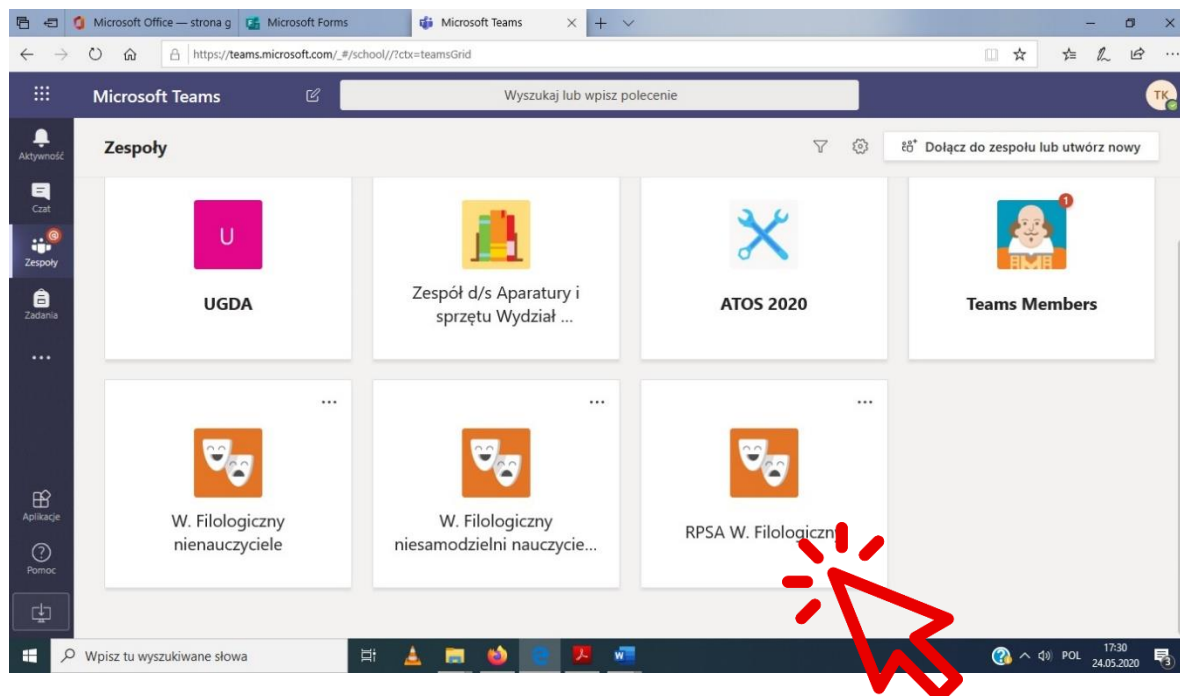 Microsoft Office — strona g
Microsoft Forms
Microsoft Teams
https://teams.microsoft.com/_#/school//?ctx=teamsGrid
Microsoft Teams
Wyszukaj lub wpisz polecenie
TK
Aktywność
Czat
Zespoły
Zadania
Aplikacje
Pomoc
Zespoły
Dołącz do zespołu lub utwórz nowy
U
UGDA
Zespół d/s Aparatury i
sprzętu Wydział ...
ATOS 2020
1
Teams Members
W. Filologiczny
nienauczyciele
W. Filologiczny
niesamodzielni nauczycie...
RPSA W. Filologiczny
Wpisz tu wyszukiwane słowa
W
POL
17:30
24.05.2020
3